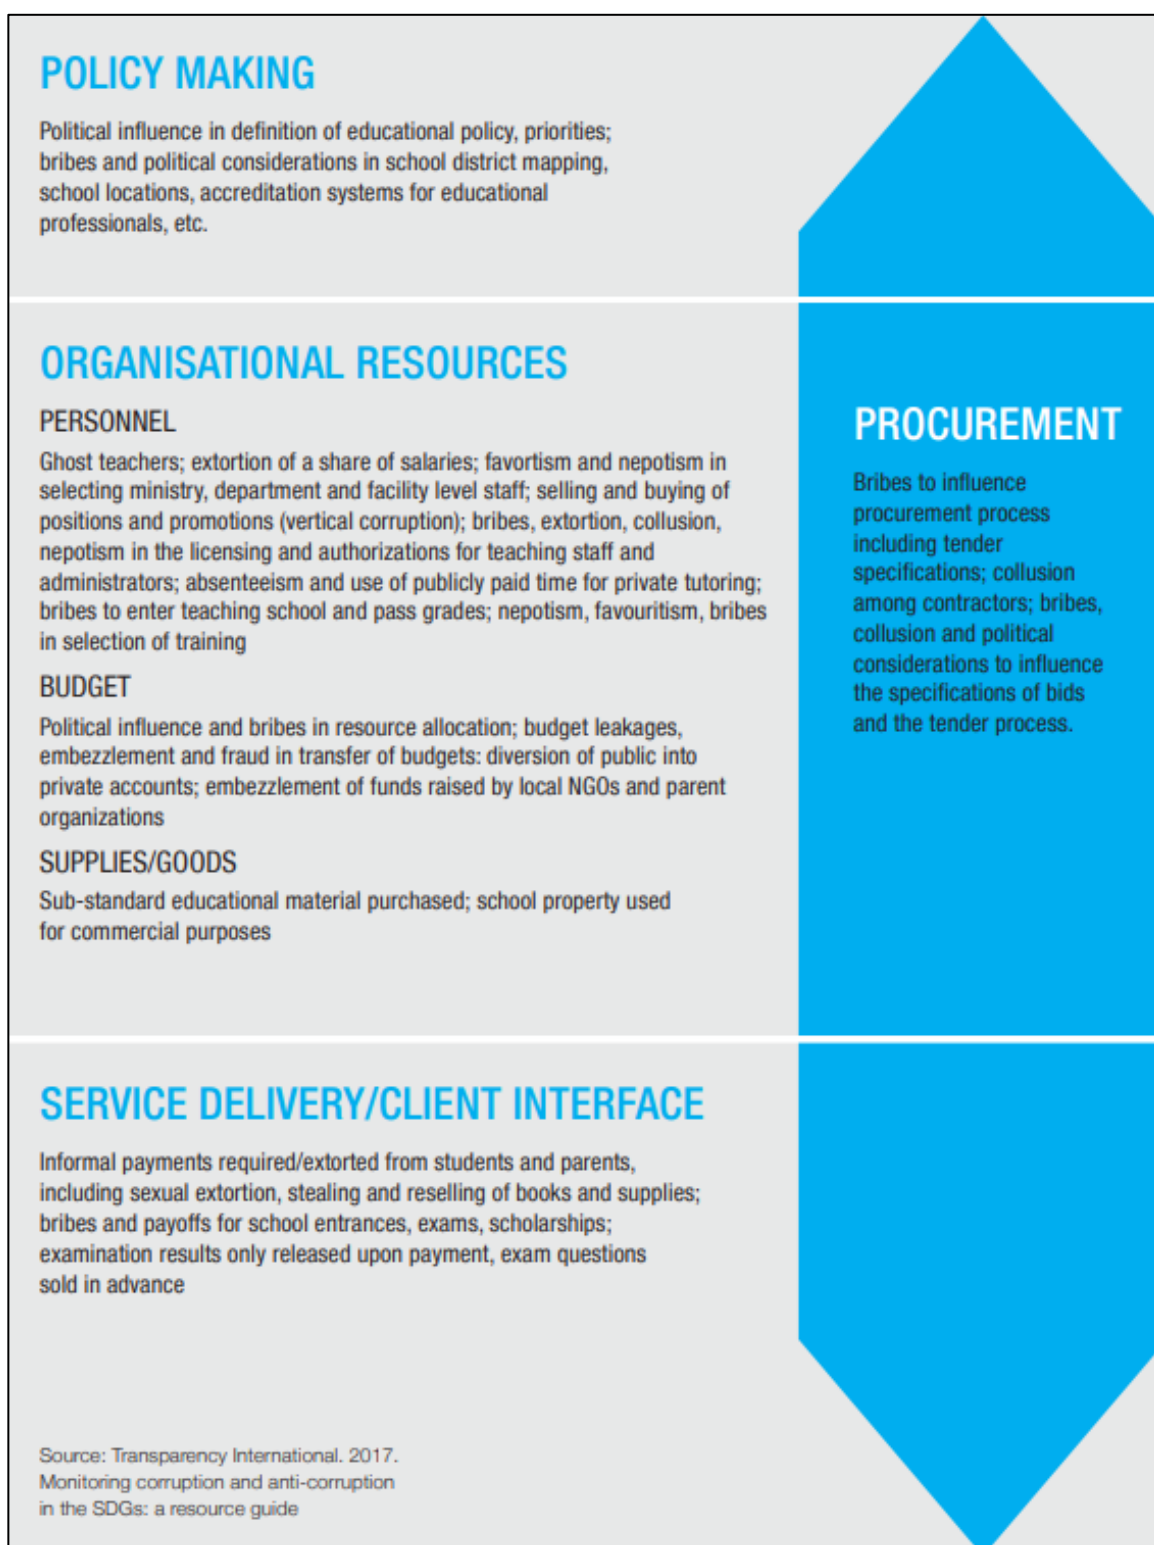 POLICY MAKING
Political influence in definition of educational policy, priorities;
bribes and political considerations in school district mapping,
school locations, accreditation systems for educational
professionals, etc.
ORGANISATIONAL RESOURCES
PERSONNEL
Ghost teachers; extortion of a share of salaries; favortism and nepotism in
selecting ministry, department and facility level staff; selling and buying of
positions and promotions (vertical corruption); bribes, extortion, collusion,
nepotism in the licensing and authorizations for teaching staff and
administrators; absenteeism and use of publicly paid time for private tutoring;
bribes to enter teaching school and pass grades; nepotism, favouritism, bribes
in selection of training
BUDGET
Political influence and bribes in resource allocation; budget leakages,
embezzlement and fraud in transfer of budgets: diversion of public into
private accounts; embezzlement of funds raised by local NGOs and parent
organizations
SUPPLIES/GOODS
Sub-standard educational material purchased; school property used
for commercial purposes
PROCUREMENT
Bribes to influence
procurement process
including tender
specifications; collusion
among contractors; bribes,
collusion and political
considerations to influence
the specifications of bids
and the tender process.
SERVICE DELIVERY/CLIENT INTERFACE
Informal payments required/extorted from students and parents,
including sexual extortion, stealing and reselling of books and supplies;
bribes and payoffs for school entrances, exams, scholarships;
examination results only released upon payment, exam questions
sold in advance
Source: Transparency International. 2017.
Monitoring corruption and anti-corruption
in the SDGs: a resource guide